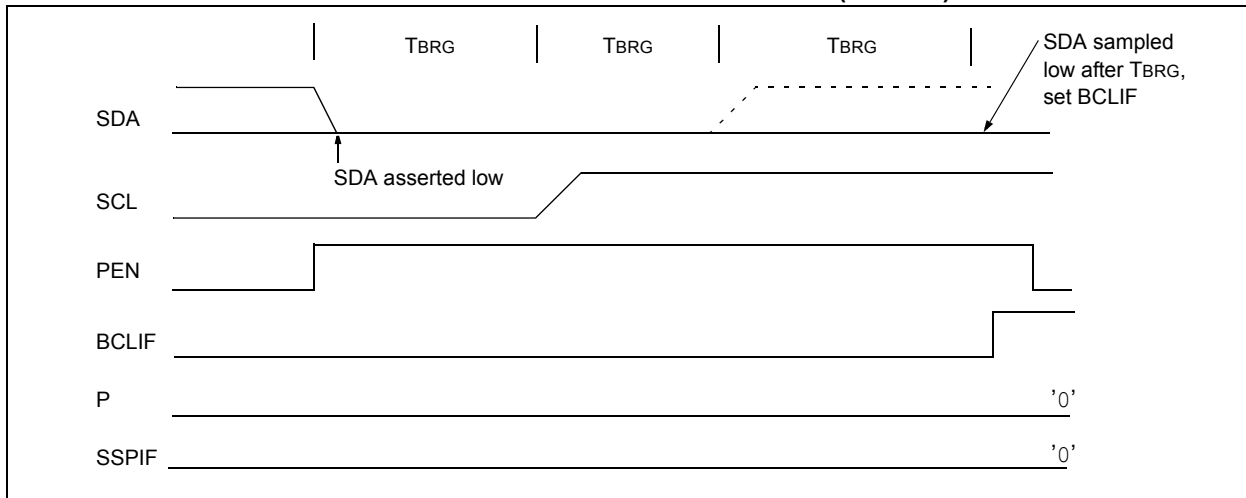 TBRG TBRG TBRG
SDA sampled
low after TBRG,
set BCLIF
SDA
SDA asserted low
SCL
PEN
BCLIF
P '0'
SSPIF '0'